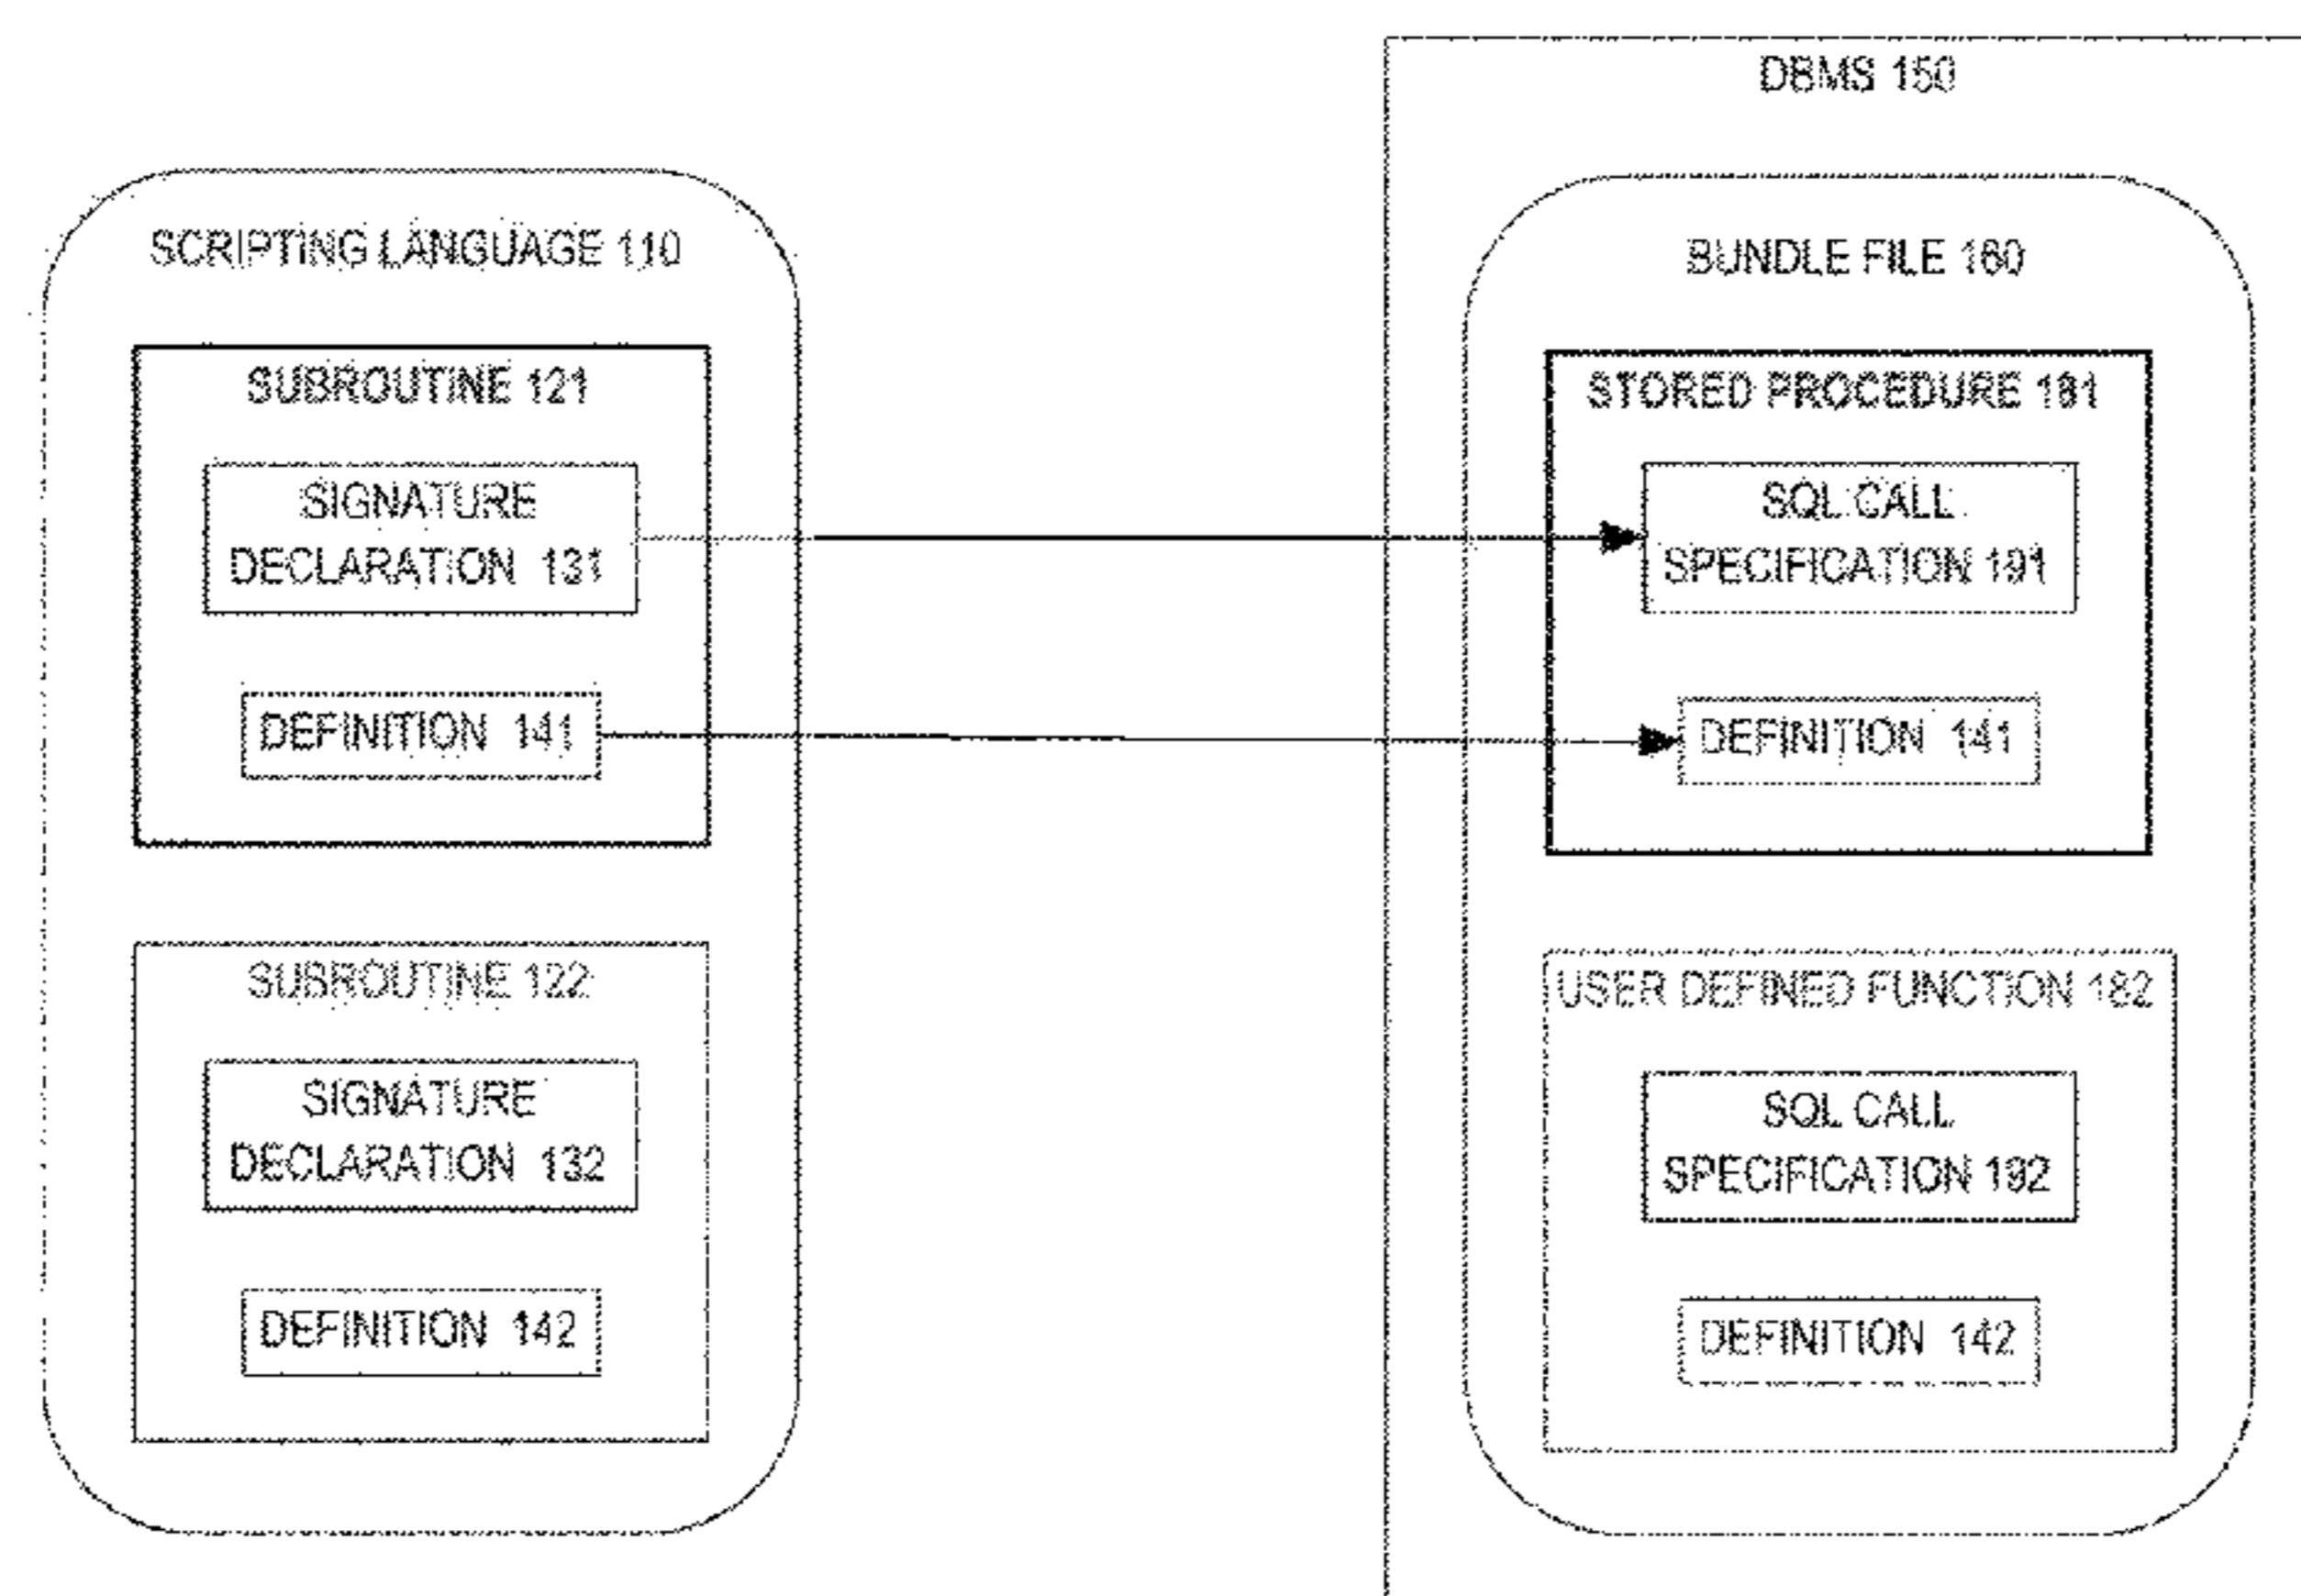 DBMS 150
SCRIPTING LANGUAGE 110
SUBROUTINE 121
SIGNATURE
DECLARATION 131
DEFINITION 141
SUBROUTINE 122
SIGNATURE
DECLARATION 132
DEFINITION 142
BUNDLE FILE 160
STORED PROCEDURE 181
SQL CALL
SPECIFICATION 191
DEFINITION 141
USER DEFINED FUNCTION 182
SQL CALL
SPECIFICATION 192
DEFINITION 142